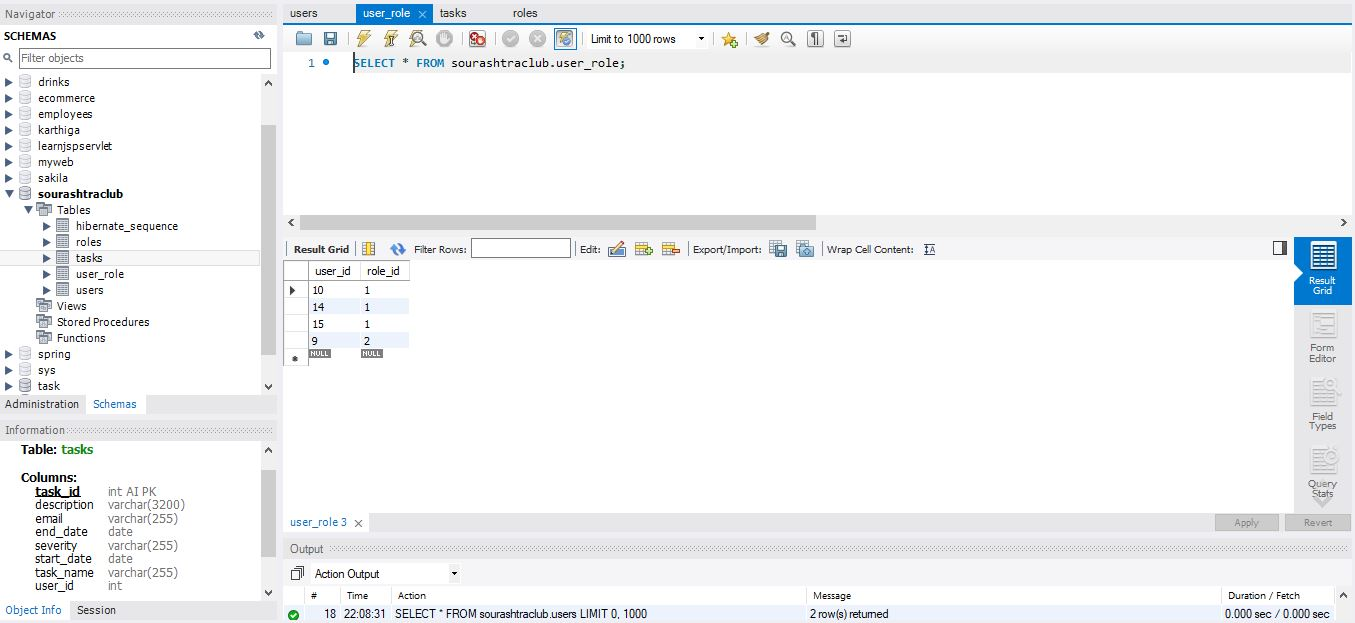 Navigator
SCHEMAS
Filter objects
drinks
ecommerce
employees
karthiga
learnjspservlet
myweb
sakila
sourashtraclub
Tables
hibernate_sequence
roles
tasks
user_role
users
Views
Stored Procedures
Functions
spring
sys
task
Administration Schemas
Information
Table: tasks
Columns:
task_id int AI PK
description varchar(3200)
email varchar(255)
end_date date
severity varchar(255)
start_date date
task_name varchar(255)
user_id int
Object Info Session
users user_role tasks roles
Limit to 1000 rows
1 SELECT * FROM sourashtraclub.user_role;
Result Grid Filter Rows: Edit: Export/Import: Wrap Cell Content:
user_id role_id
10 1
14 1
15 1
9 2
NULL NULL
Result
Grid
Form
Editor
Field
Types
Query
Stats
user_role 3 Apply Revert
Output
Action Output
# Time Action Message Duration / Fetch
18 22:08:31 SELECT * FROM sourashtraclub.users LIMIT 0, 1000 2 row(s) returned 0.000 sec / 0.000 sec